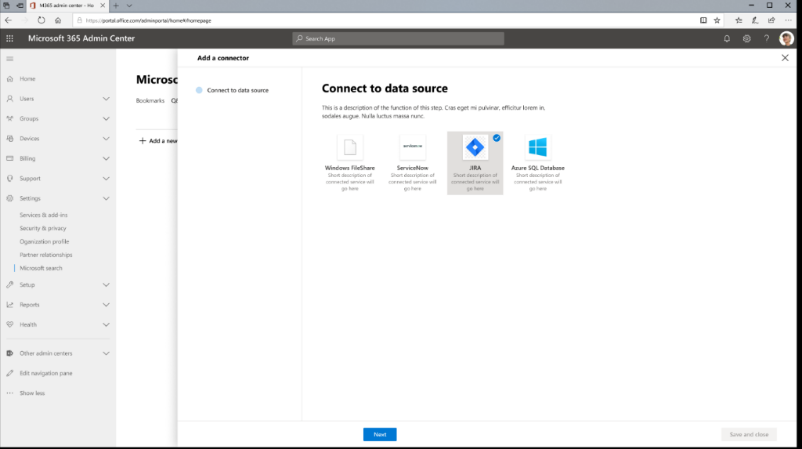 M365 admin center - Ho
https://portal.office.com/adminportal/home#/homepage
Microsoft 365 Admin Center
Search App
Home
Users
Groups
Devices
Billing
Support
Settings
Services & add-ins
Security & privacy
Oganization profile
Partner relationships
Microsoft search
Setup
Reports
Health
Other admin centers
Edit navigation pane
Show less
Microsc
Bookmarks
+ Add a new
Add a connector
Connect to data source
Connect to data source
This is a description of the function of this step. Cras eget mi pulvinar, efficitur lorem in,
sodales augue. Nulla luctus massa nunc.
Windows FileShare
Short description of
connected service will
go here
servicenow
ServiceNow
Short description of
connected service will
go here
JIRA
Short description of
connected service will
go here
Azure SQL Database
Short description of
connected service will
go here
Next
Save and close